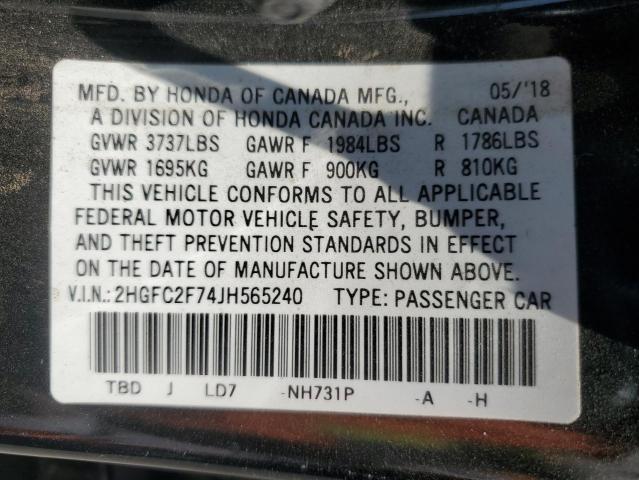 MFD. BY HONDA OF CANADA MFG., 05/'18
A DIVISION OF HONDA CANADA INC. CANADA
GVWR 3737LBS GAWR F 1984LBS R 1786LBS
GVWR 1695KG GAWR F 900KG R 810KG
THIS VEHICLE CONFORMS TO ALL APPLICABLE
FEDERAL MOTOR VEHICLE SAFETY, BUMPER,
AND THEFT PREVENTION STANDARDS IN EFFECT
ON THE DATE OF MANUFACTURE SHOWN ABOVE.
V.I.N.:2HGFC2F74JH565240 TYPE: PASSENGER CAR
TBD J LD7 -NH731P -A -H